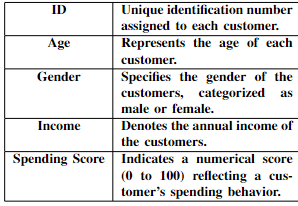 ID Unique identification number
assigned to each customer.
Age Represents the age of each
customer.
Gender Specifies the gender of the
customers, categorized as
male or female.
Income Denotes the annual income of
the customers.
Spending Score Indicates a numerical score
(0 to 100) reflecting a cus-
tomer's spending behavior.